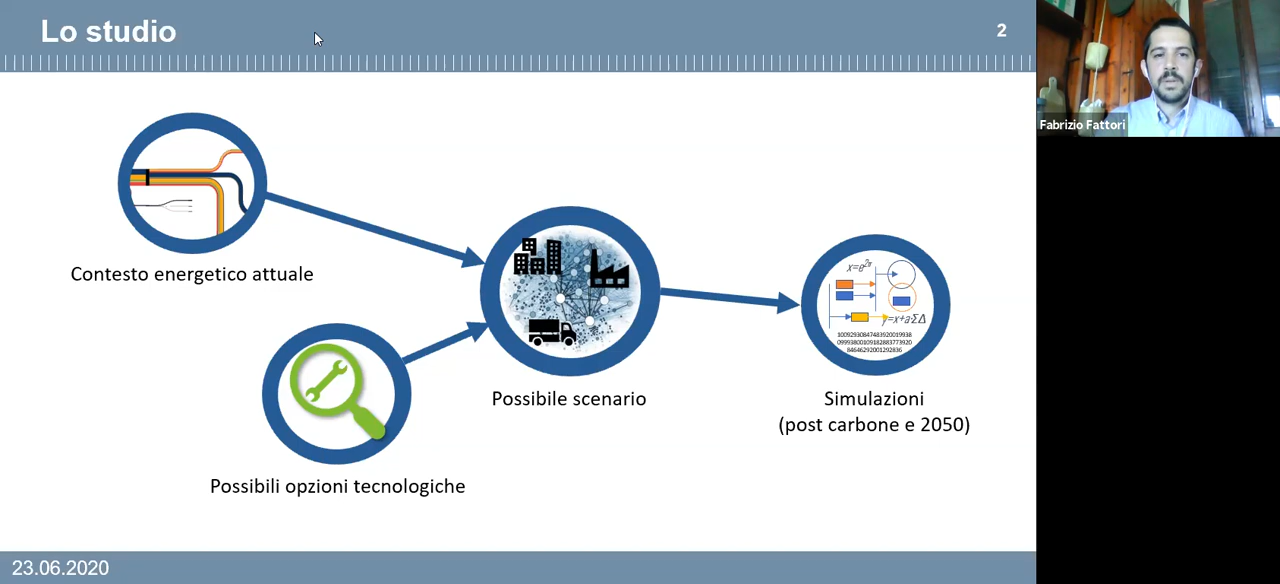 Lo studio
2
Fabrizio Fattori
Contesto energetico attuale
Possibili opzioni tecnologiche
Possibile scenario
Simulazioni
(post carbone e 2050)
23.06.2020